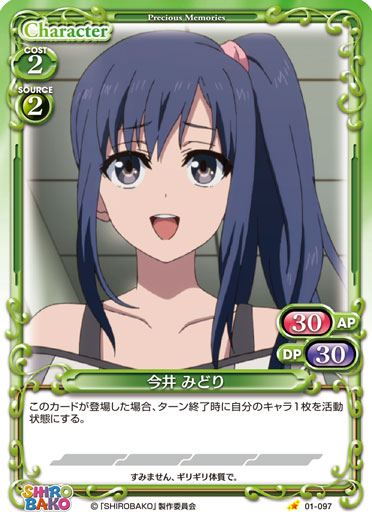 Precious Memories
Character
COST
2
SOURCE
2
30 AP
DP 30
今井 みどり
このカードが登場した場合、ターン終了時に自分のキャラ1枚を活動
状態にする。
すみません、ギリギリ体質で。
SHIRO
BAKO
©「SHIROBAKO」製作委員会
01-097